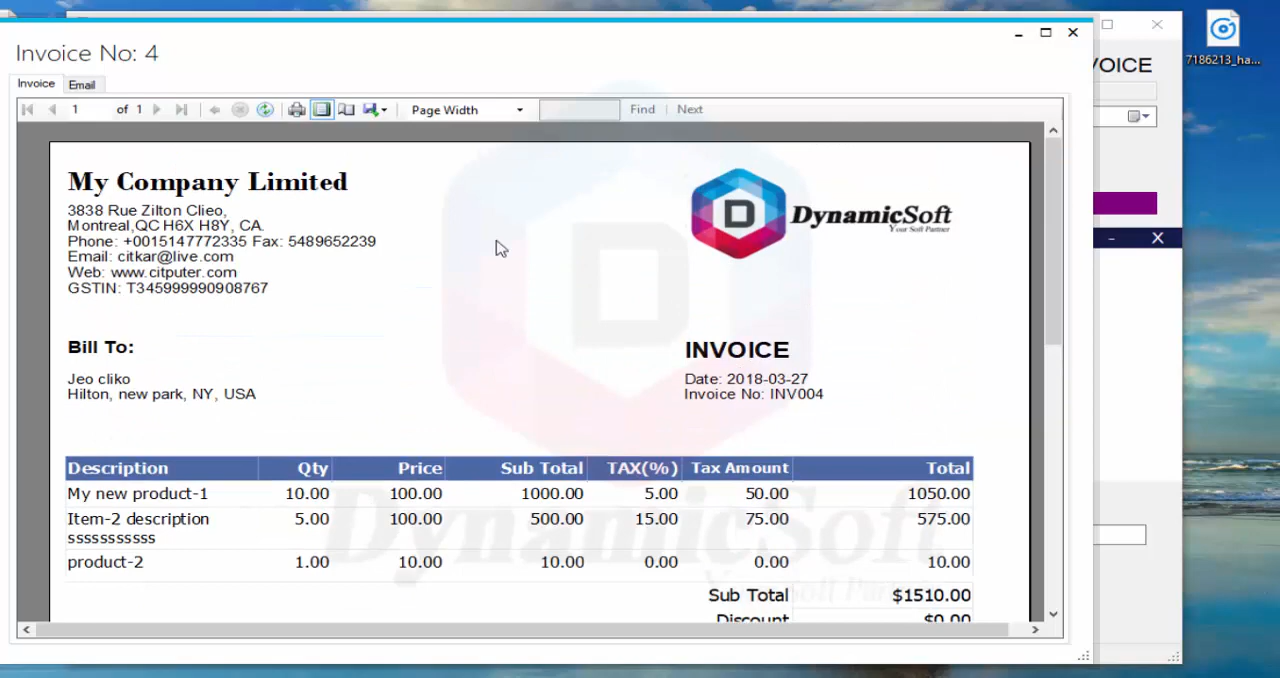 Invoice No: 4
Invoice Email
1 of 1 Page Width Find Next
My Company Limited
3838 Rue Zilton Clieo,
Montreal,QC H6X H8Y, CA.
Phone: +0015147772335 Fax: 5489652239
Email: citkar@live.com
Web: www.citputer.com
GSTIN: T345999990908767
D DynamicSoft
Your Soft Partner
Bill To:
Jeo cliko
Hilton, new park, NY, USA
INVOICE
Date: 2018-03-27
Invoice No: INV004
Description Qty Price Sub Total TAX(%) Tax Amount Total
My new product-1 10.00 100.00 1000.00 5.00 50.00 1050.00
Item-2 description 5.00 100.00 500.00 15.00 75.00 575.00
sssssssssss
product-2 1.00 10.00 10.00 0.00 0.00 10.00
Sub Total $1510.00
Discount $0.00
D
DynamicSoft
Your Soft Partner
VOICE
7186213_ha...